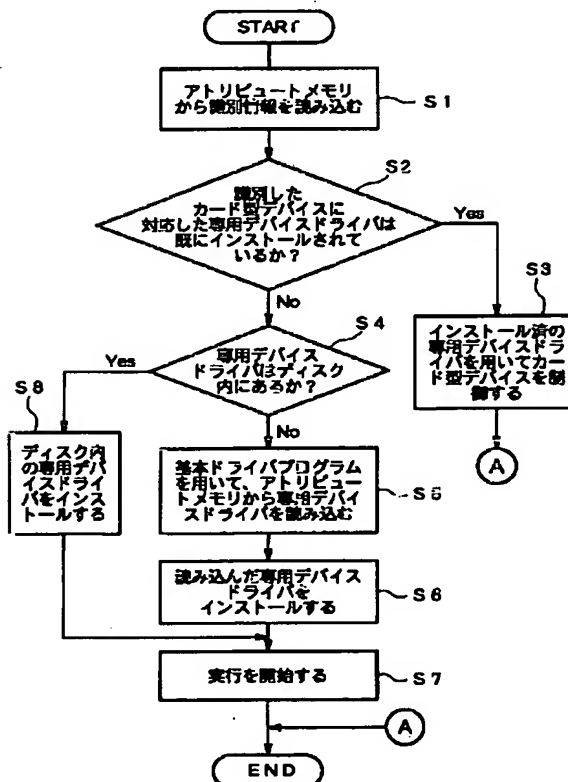 START
アトリビュートメモリ
から識別情報を読み込む
S1
S2
識別した
カード型デバイスに
対応した専用デバイスドライバは
既にインストールされて
いるか?
Yes
No
S3
インストール済の
専用デバイスドラ
イバを用いてカー
ド型デバイスを制
御する
A
S4
専用デバイス
ドライバはディスク
内にあるか?
Yes
No
S8
ディスク内
の専用デバ
イスドライ
バをインス
トールする
基本ドライバプログラム
を用いて、アトリビュー
トメモリから専用デバイ
スドライバを読み込む
S5
読み込んだ専用デバイス
ドライバを
インストールする
S6
実行を開始する
S7
A
END